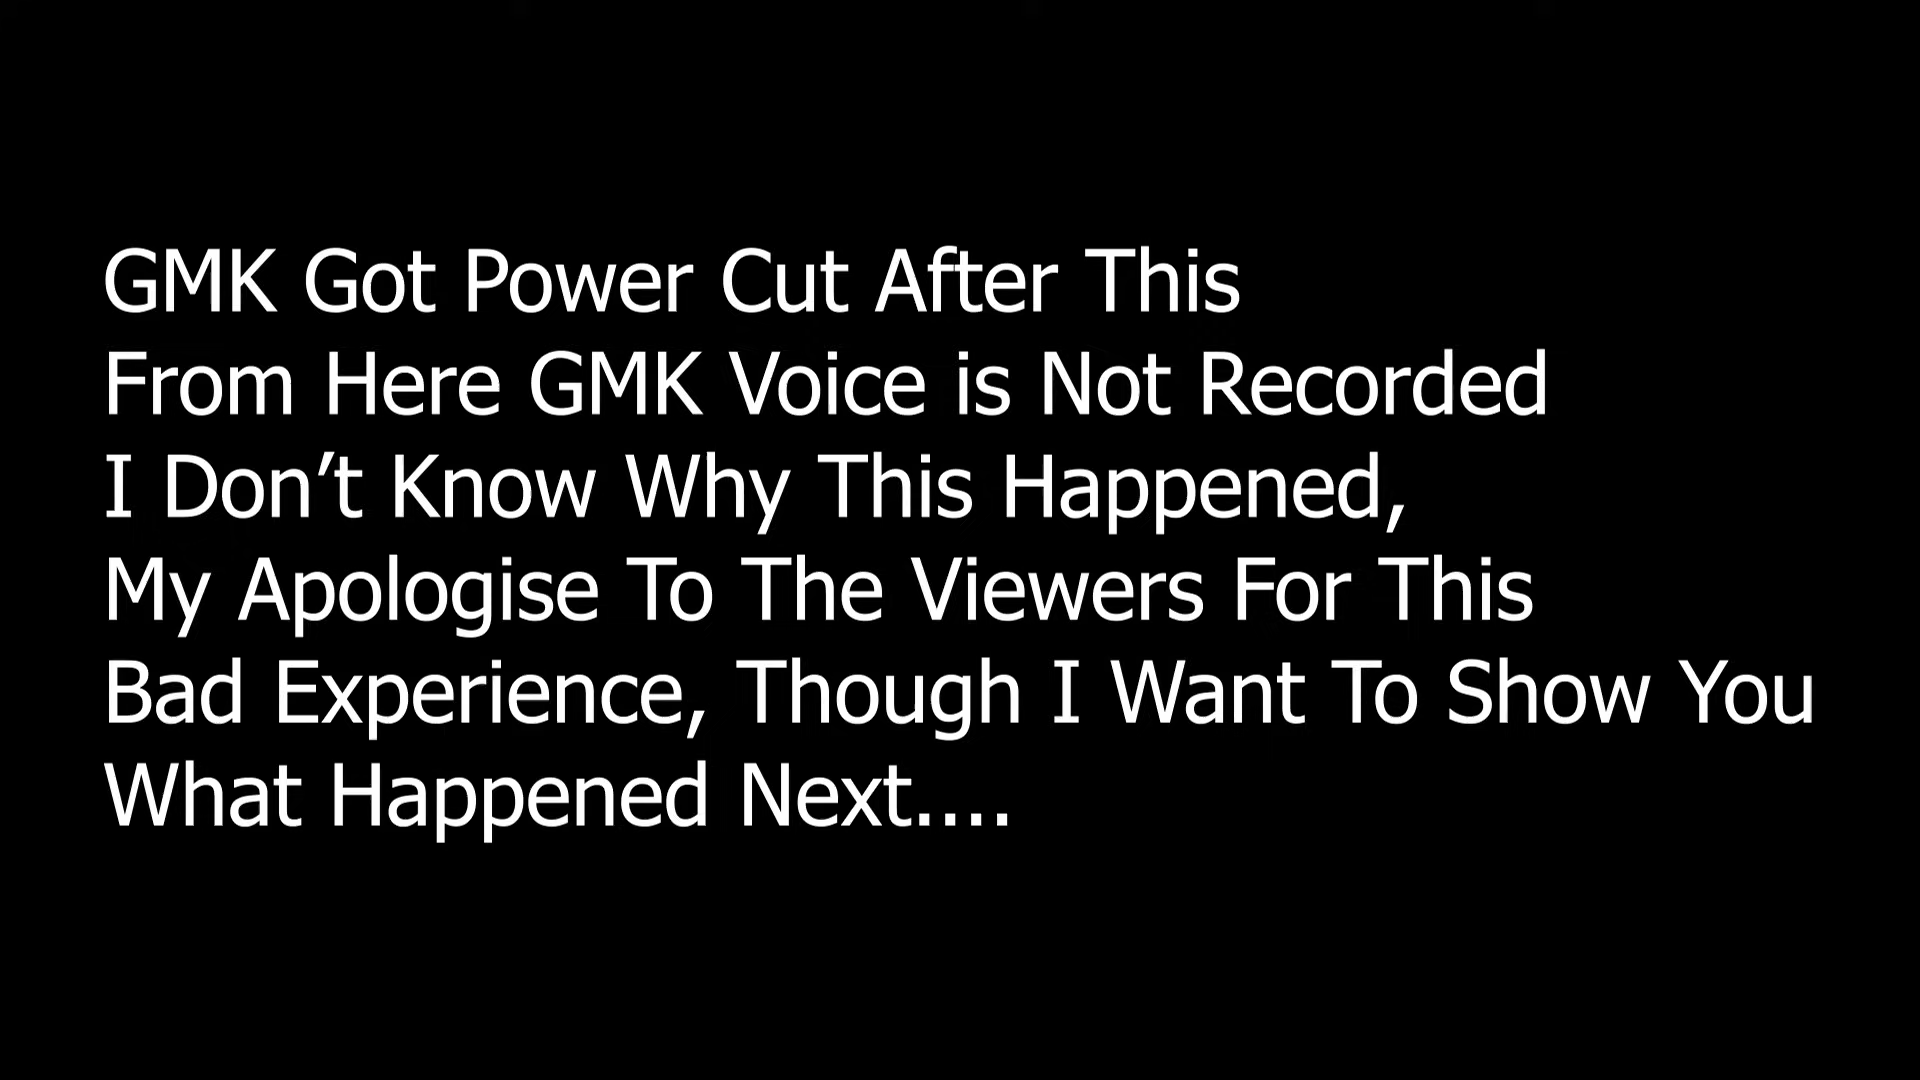 GMK Got Power Cut After This
From Here GMK Voice is Not Recorded
I Don’t Know Why This Happened,
My Apologise To The Viewers For This
Bad Experience, Though I Want To Show You
What Happened Next....